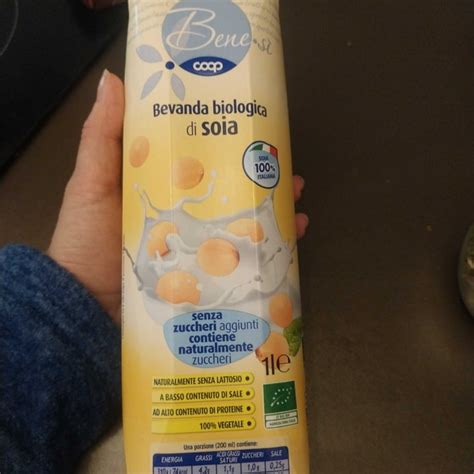 Bene.sì
coop
Bevanda biologica
di soia
SOIA
100%
ITALIANA
senza
zuccheri aggiunti
contiene
naturalmente
zuccheri
1l℮
NATURALMENTE SENZA LATTOSIO
A BASSO CONTENUTO DI SALE
AD ALTO CONTENUTO DI PROTEINE
100% VEGETALE
Una porzione (200 ml) contiene:
ENERGIA GRASSI ACIDI GRASSI SATURI ZUCCHERI SALE
4,2g 1,1g 1,0g 0,25g